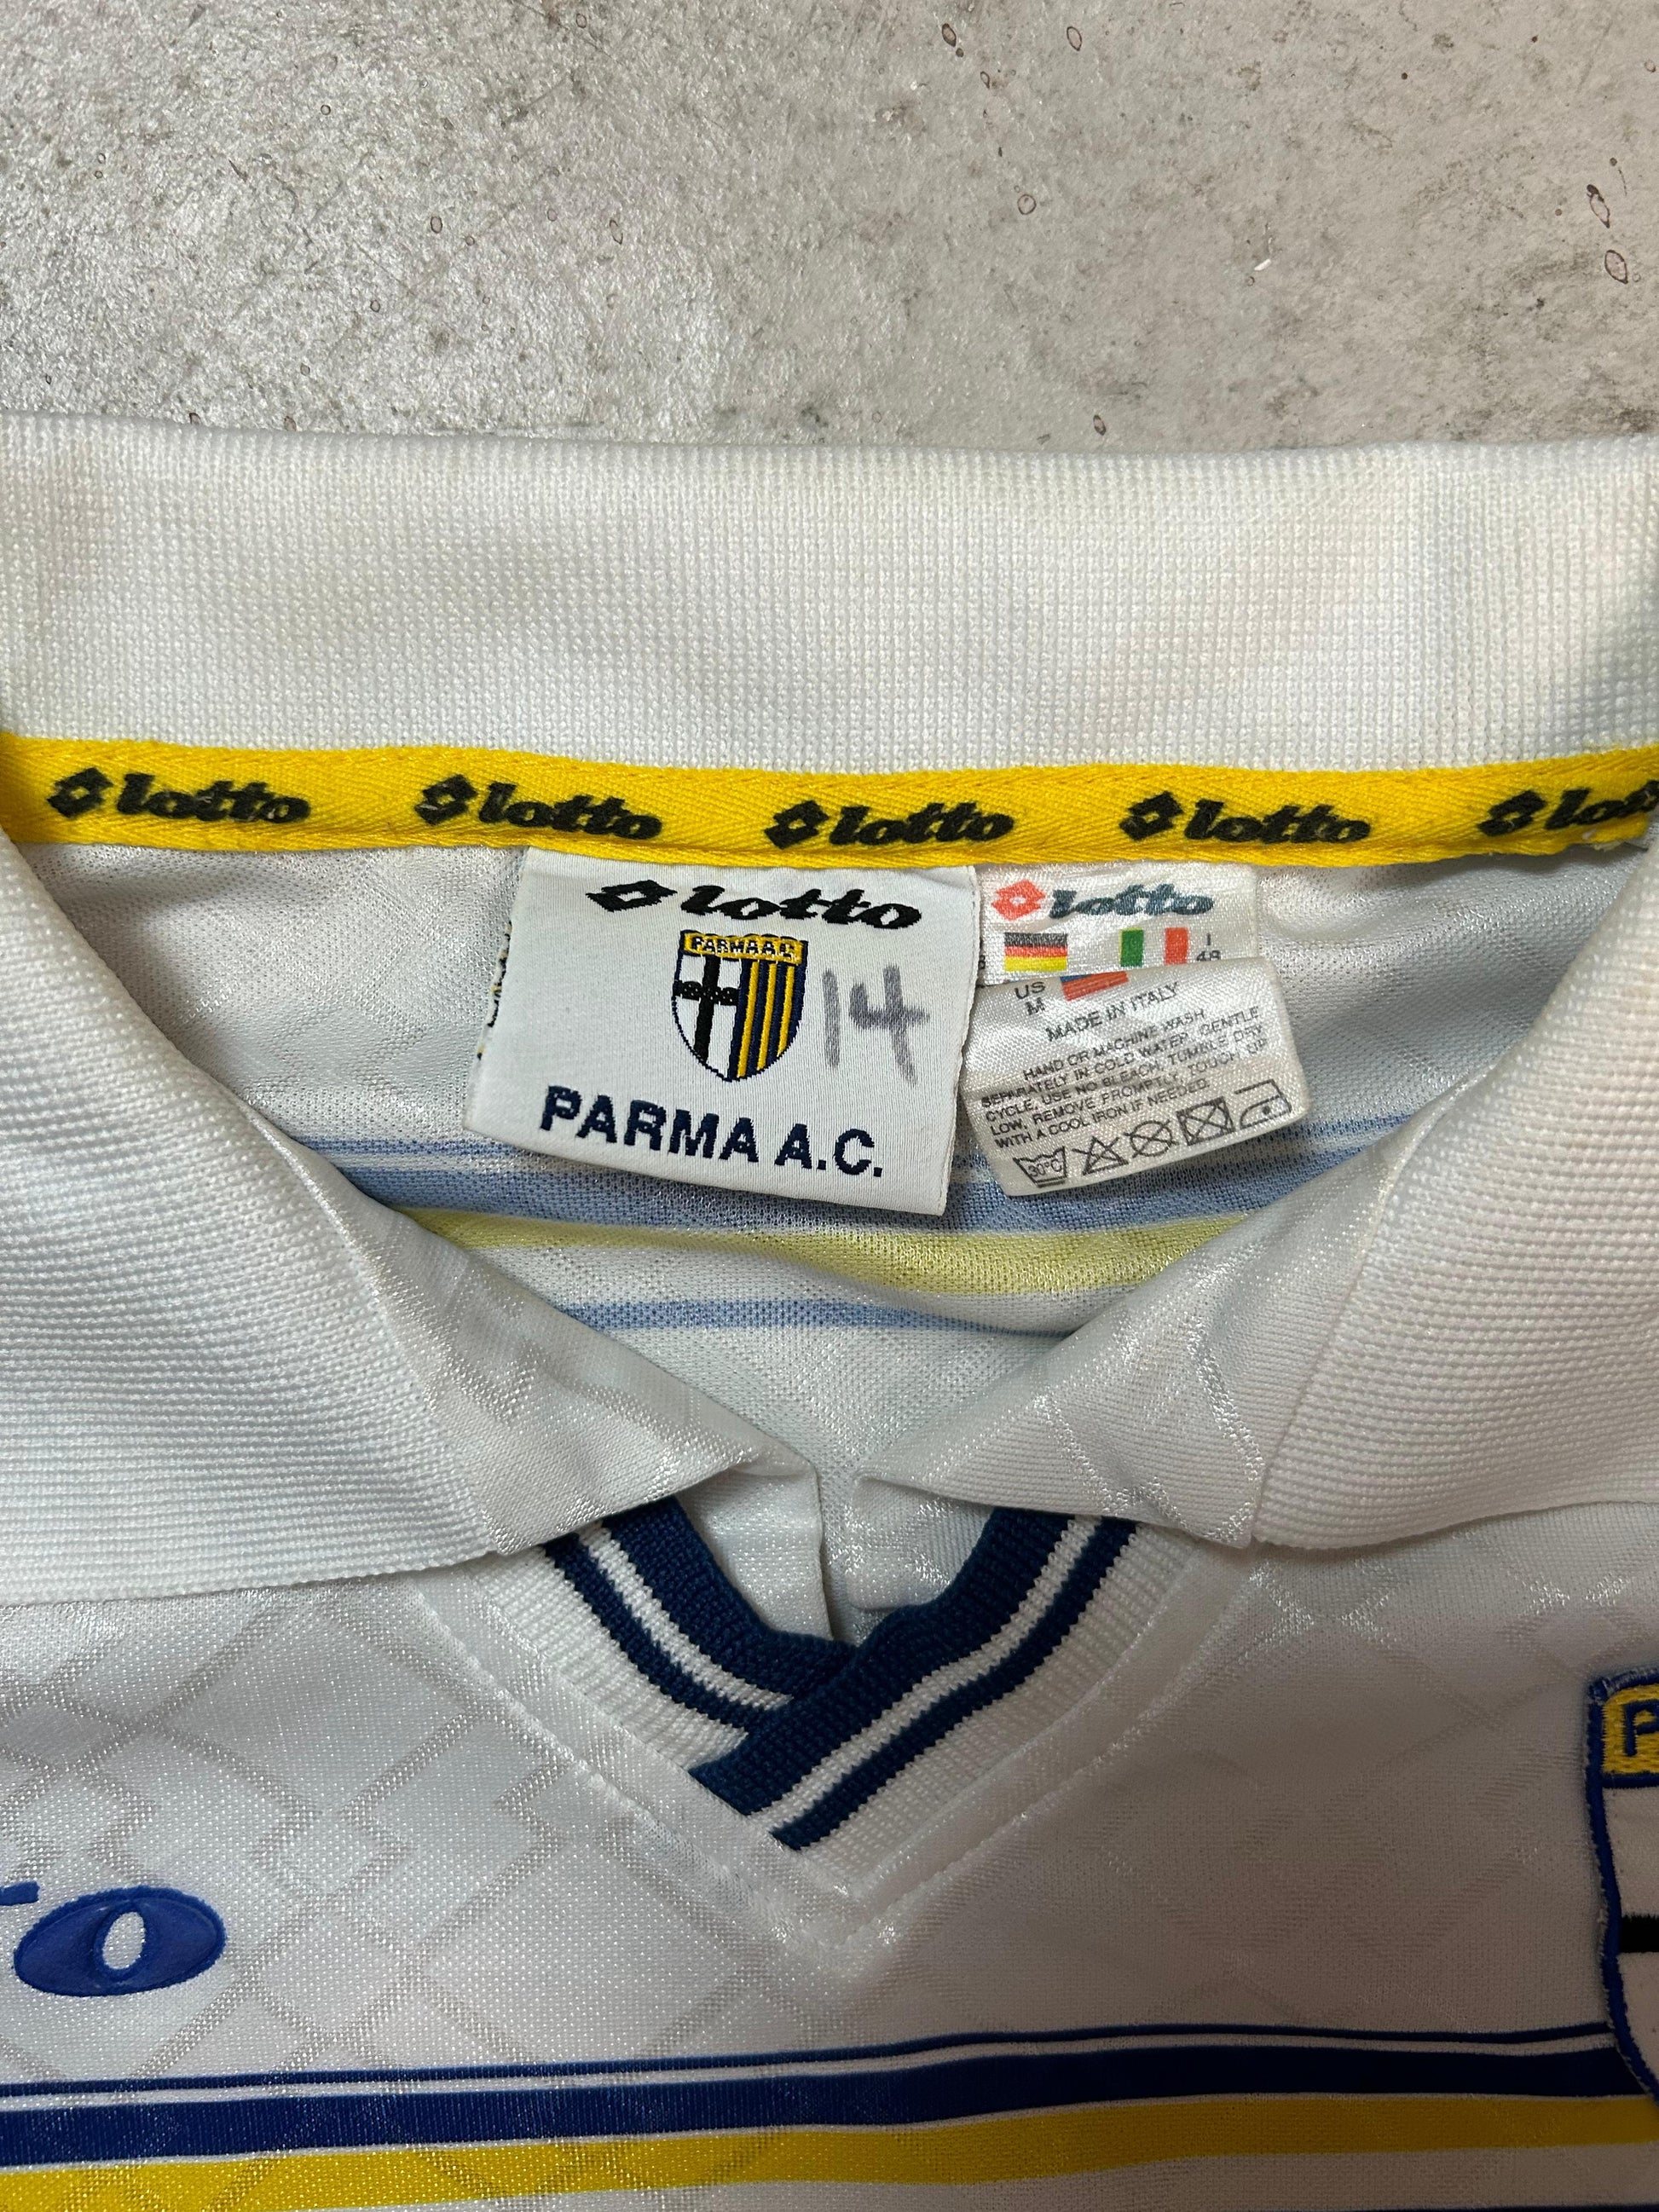 lotto lotto lotto lotto
lotto
PARMA A.C.
14
PARMA A.C.
lotto
I
48
US
M
MADE IN ITALY
HAND OR MACHINE WASH
SEPARATELY IN COLD WATER, GENTLE
CYCLE, USE NO BLEACH, TUMBLE DRY
LOW, REMOVE PROMPTLY, TOUCH UP
WITH A COOL IRON IF NEEDED.
30°C
P